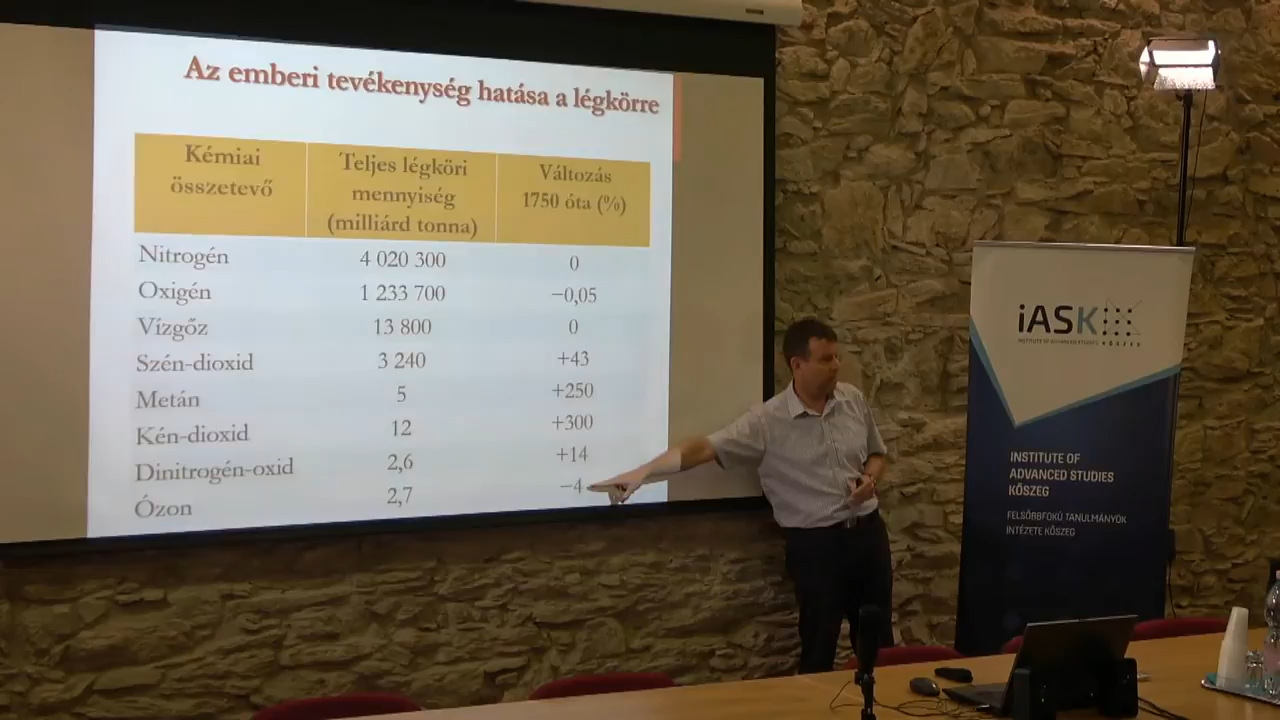 Az emberi tevékenység hatása a légkörre
Kémiai összetevő Teljes légköri mennyiség (milliárd tonna) Változás 1750 óta (%)
Nitrogén 4 020 300 0
Oxigén 1 233 700 −0,05
Vízgőz 13 800 0
Szén-dioxid 3 240 +43
Metán 5 +250
Kén-dioxid 12 +300
Dinitrogén-oxid 2,6 +14
Ózon 2,7 −4
iASK
INSTITUTE OF ADVANCED STUDIES KŐSZEG
INSTITUTE OF
ADVANCED STUDIES
KŐSZEG
FELSŐBBFOKÚ TANULMÁNYOK
INTÉZETE KŐSZEG